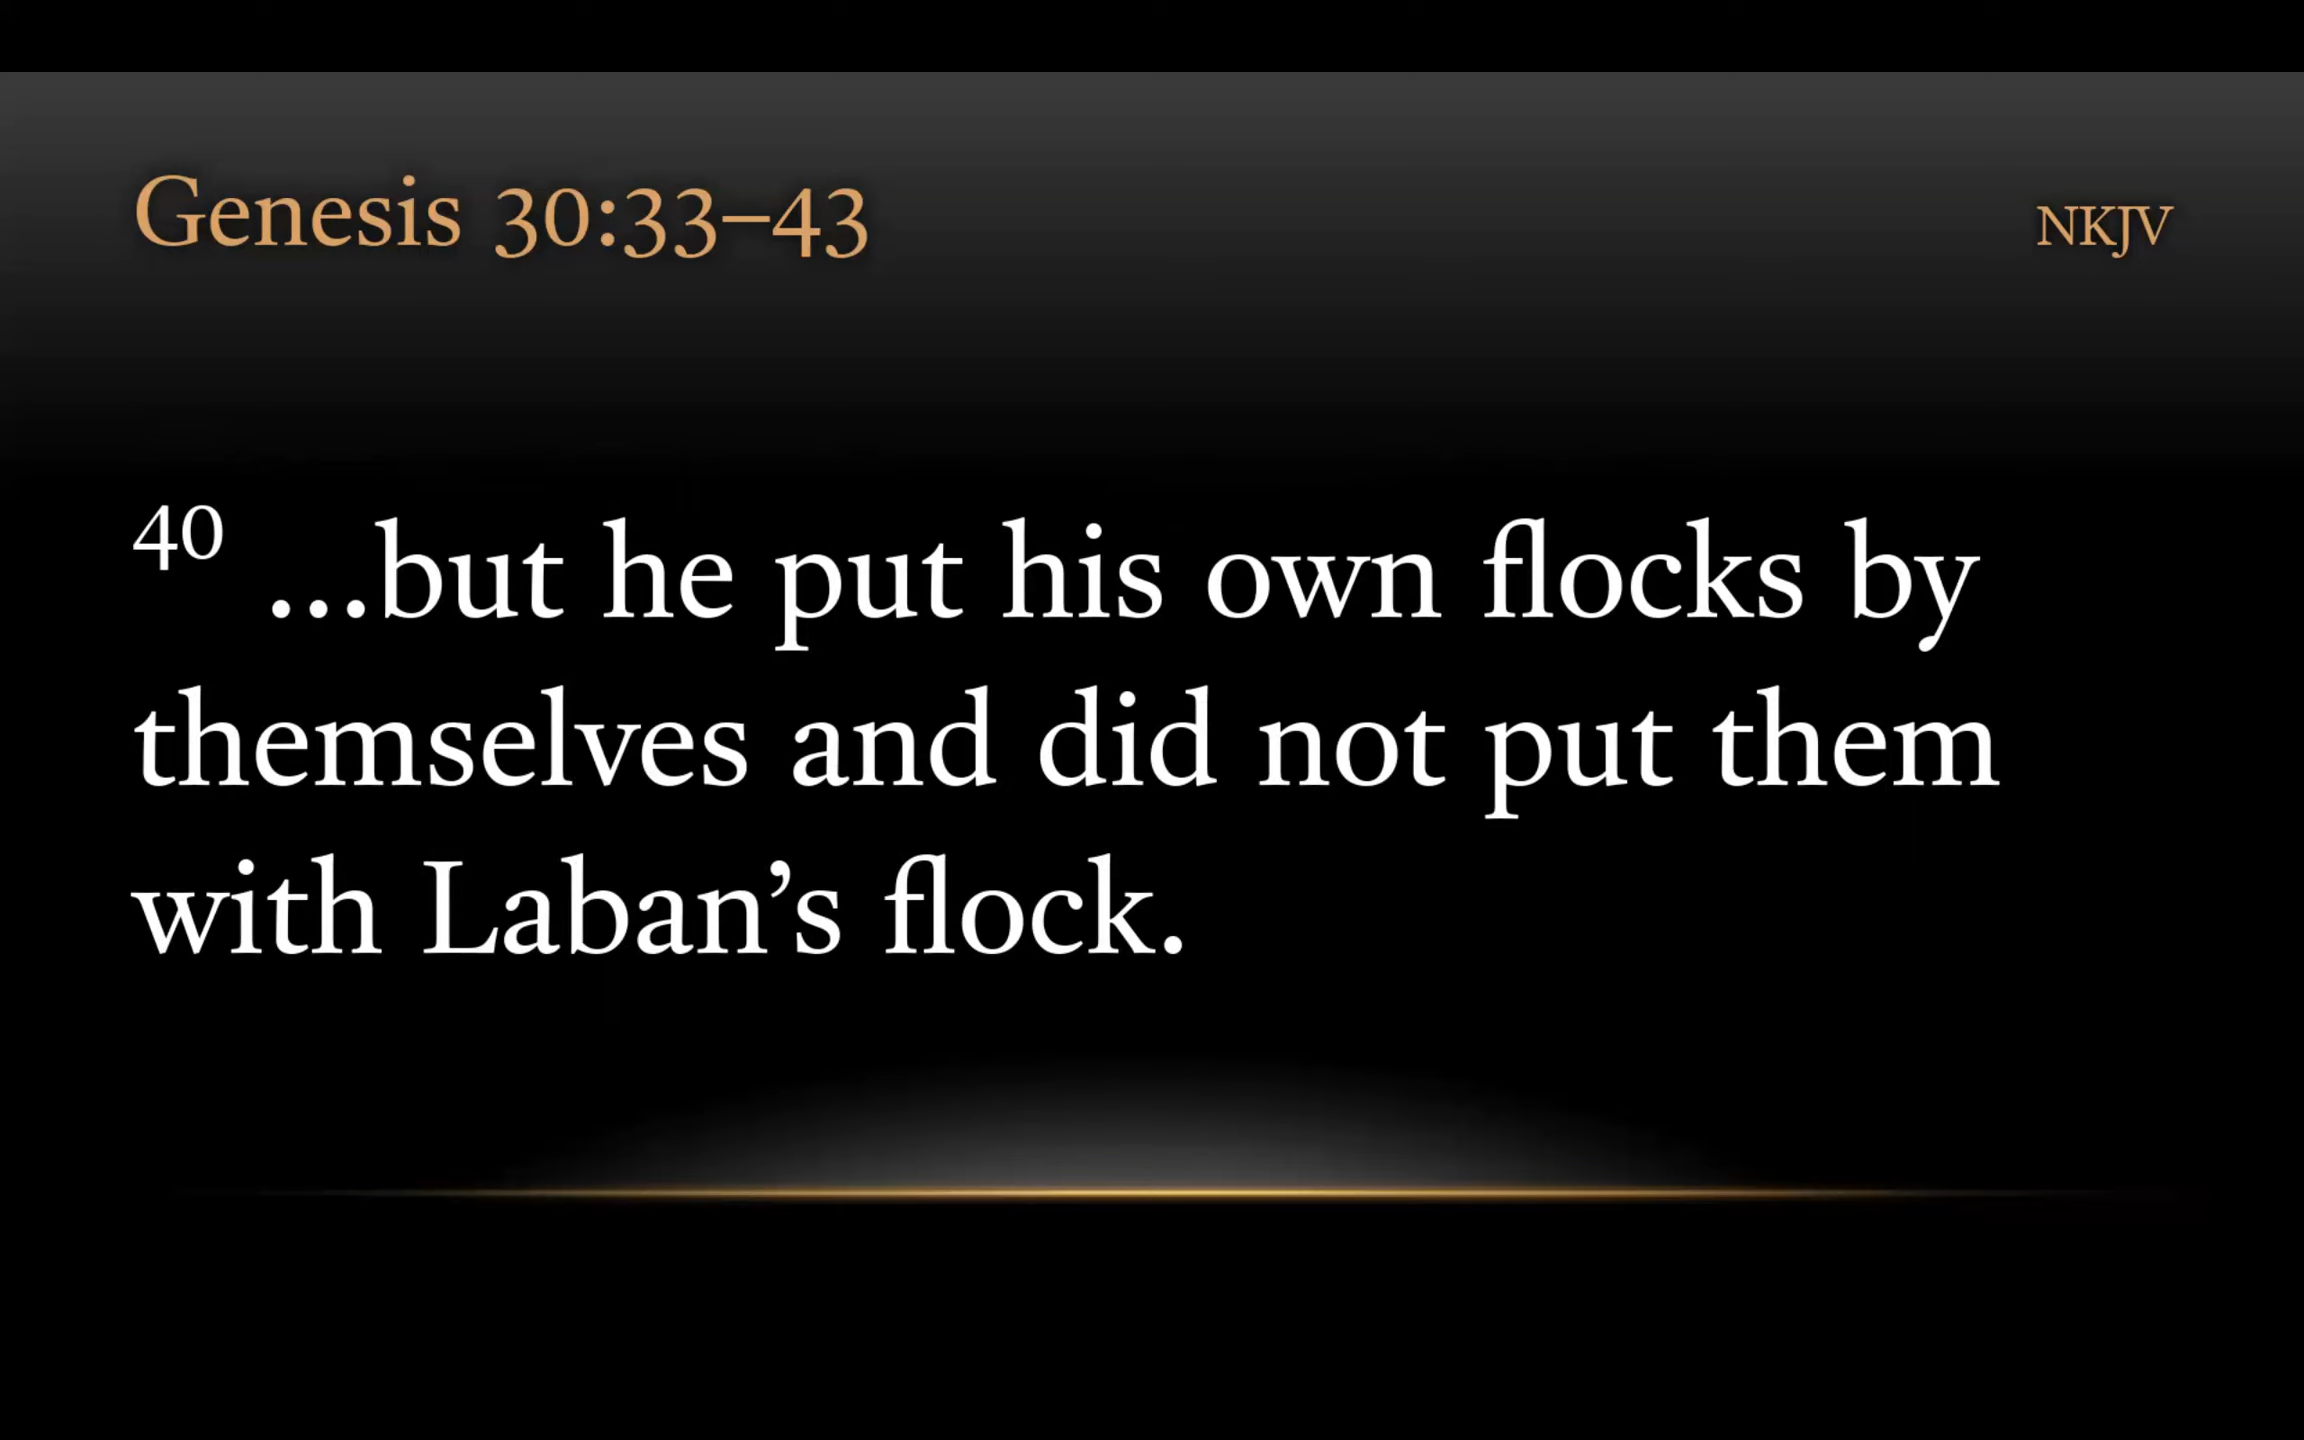 Genesis 30:33–43
NKJV
40 ...but he put his own flocks by
themselves and did not put them
with Laban’s flock.